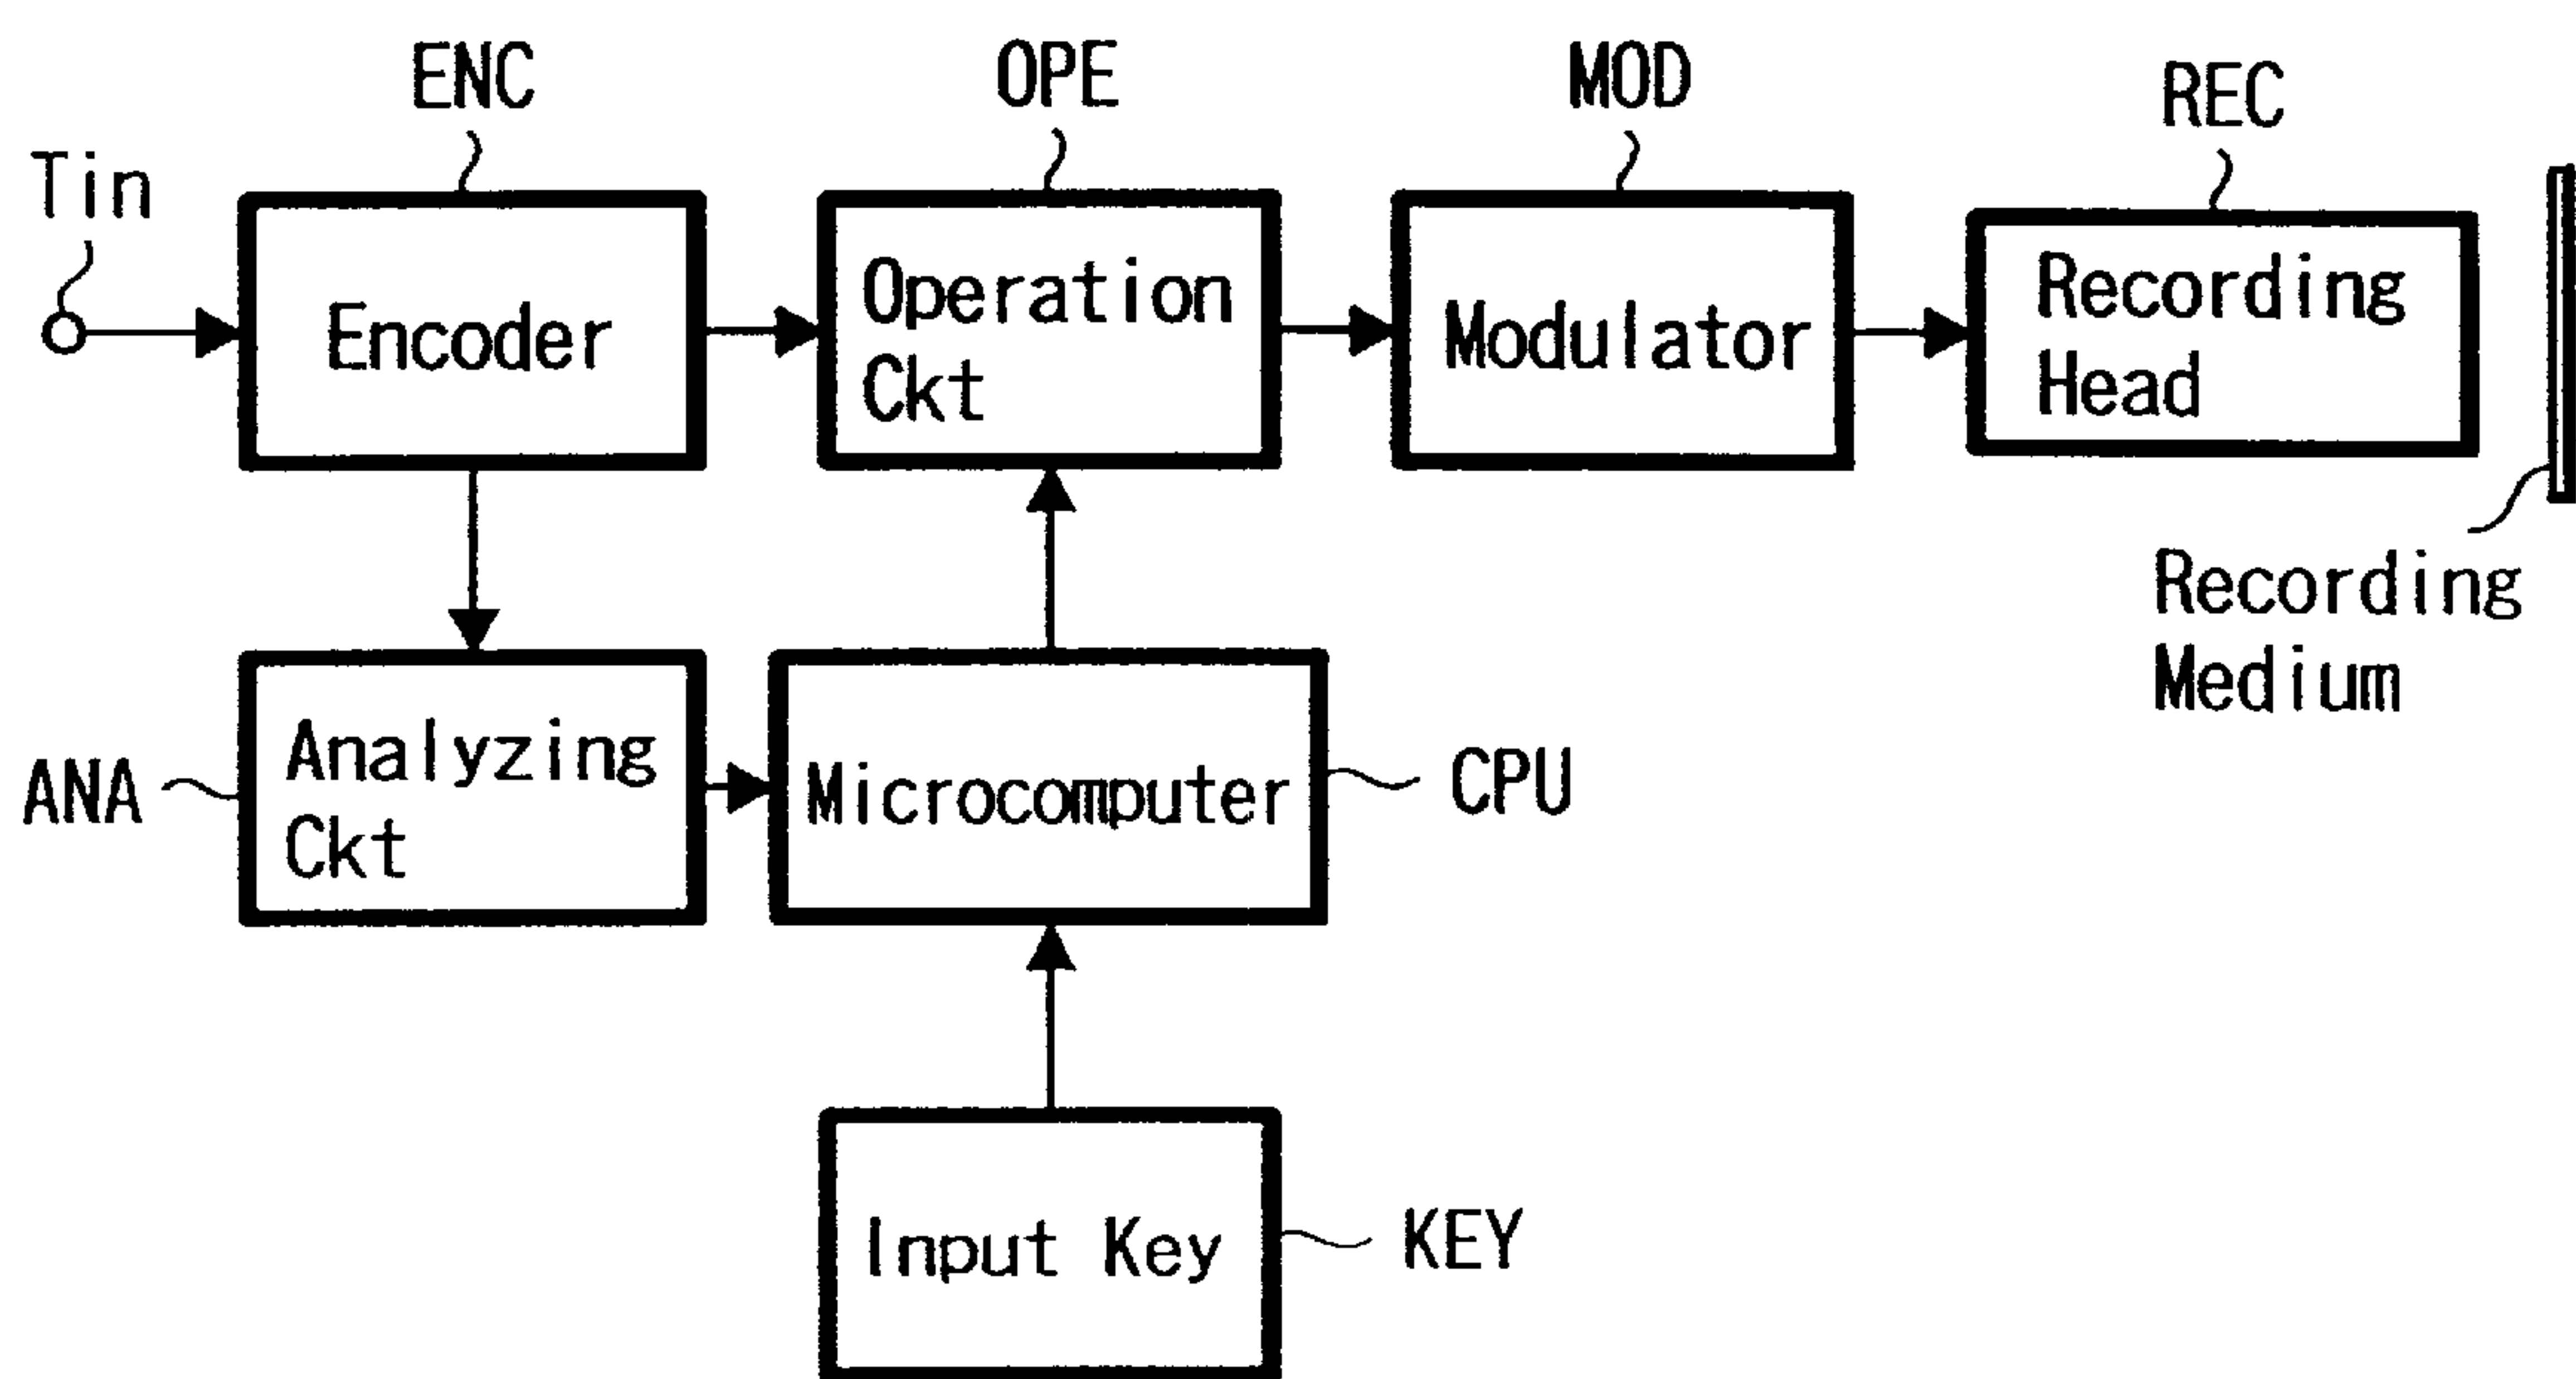 ENC
OPE
MOD
REC
Tin
Encoder
Operation
Ckt
Modulator
Recording
Head
Recording
Medium
ANA
Analyzing
Ckt
Microcomputer
CPU
Input Key
KEY